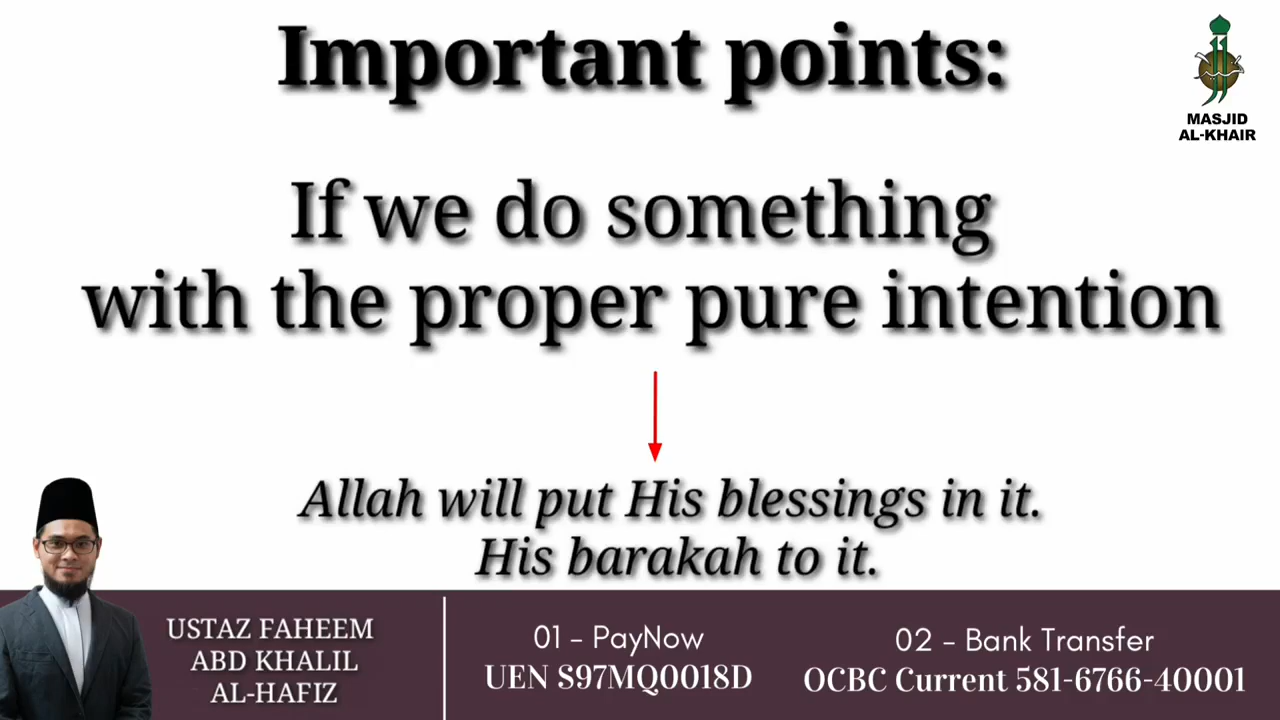 Important points:
MASJID
AL-KHAIR
If we do something
with the proper pure intention
Allah will put His blessings in it.
His barakah to it.
USTAZ FAHEEM
ABD KHALIL
AL-HAFIZ
01 – PayNow
UEN S97MQ0018D
02 – Bank Transfer
OCBC Current 581-6766-40001